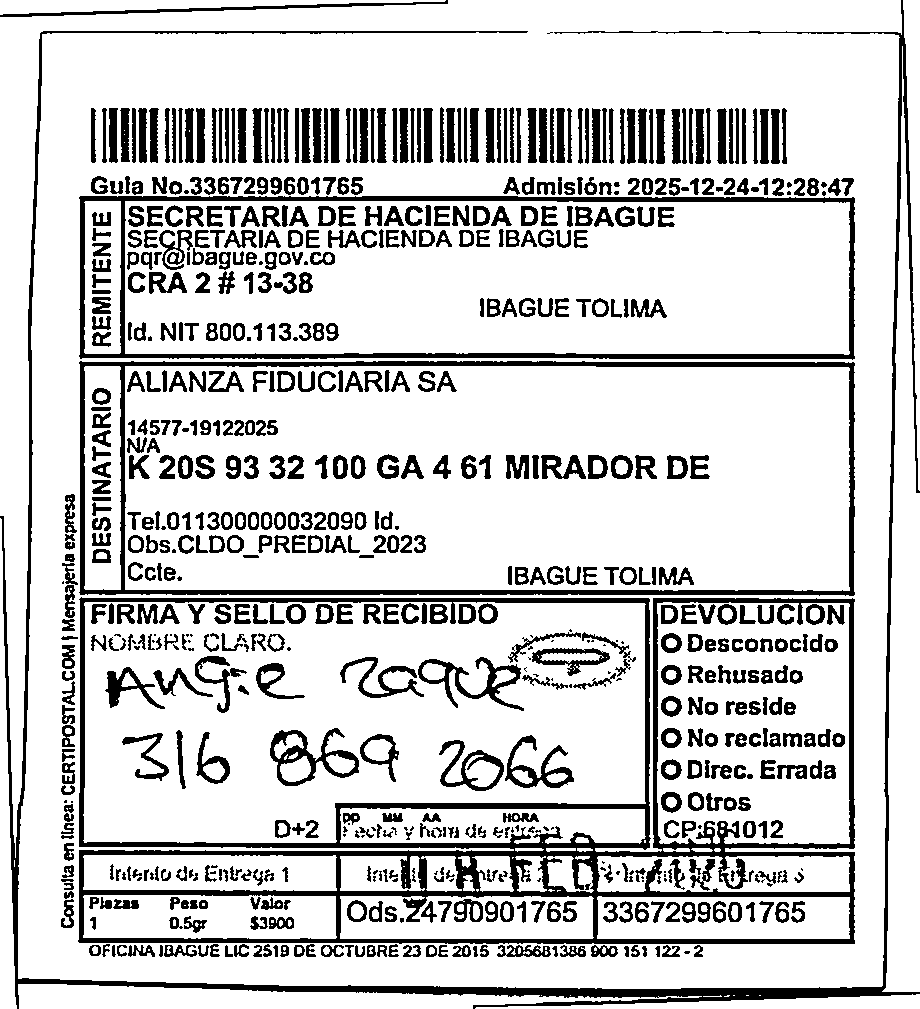 Guia No.3367299601765 Admisión: 2025-12-24-12:28:47
REMITENTE
SECRETARIA DE HACIENDA DE IBAGUE
SECRETARIA DE HACIENDA DE IBAGUE
pqr@ibague.gov.co
CRA 2 # 13-38
IBAGUE TOLIMA
Id. NIT 800.113.389
DESTINATARIO
ALIANZA FIDUCIARIA SA
14577-19122025
N/A
K 20S 93 32 100 GA 4 61 MIRADOR DE
Tel.011300000032090 Id.
Obs.CLDO_PREDIAL_2023
Ccte. IBAGUE TOLIMA
Consulta en línea: CERTIPOSTAL.COM | Mensajería expresa
FIRMA Y SELLO DE RECIBIDO
NOMBRE CLARO.
Angie zaque
316 869 2066
D+2
DD MM AA HORA
Fecha y hora de entrega
DEVOLUCION
Desconocido
Rehusado
No reside
No reclamado
Direc. Errada
Otros
CP:681012
Intento de Entrega 1
FEB
Piezas Peso Valor
1 0.5gr $3900
Ods.24790901765 3367299601765
OFICINA IBAGUE LIC 2519 DE OCTUBRE 23 DE 2015 3205681386 900 151 122 - 2